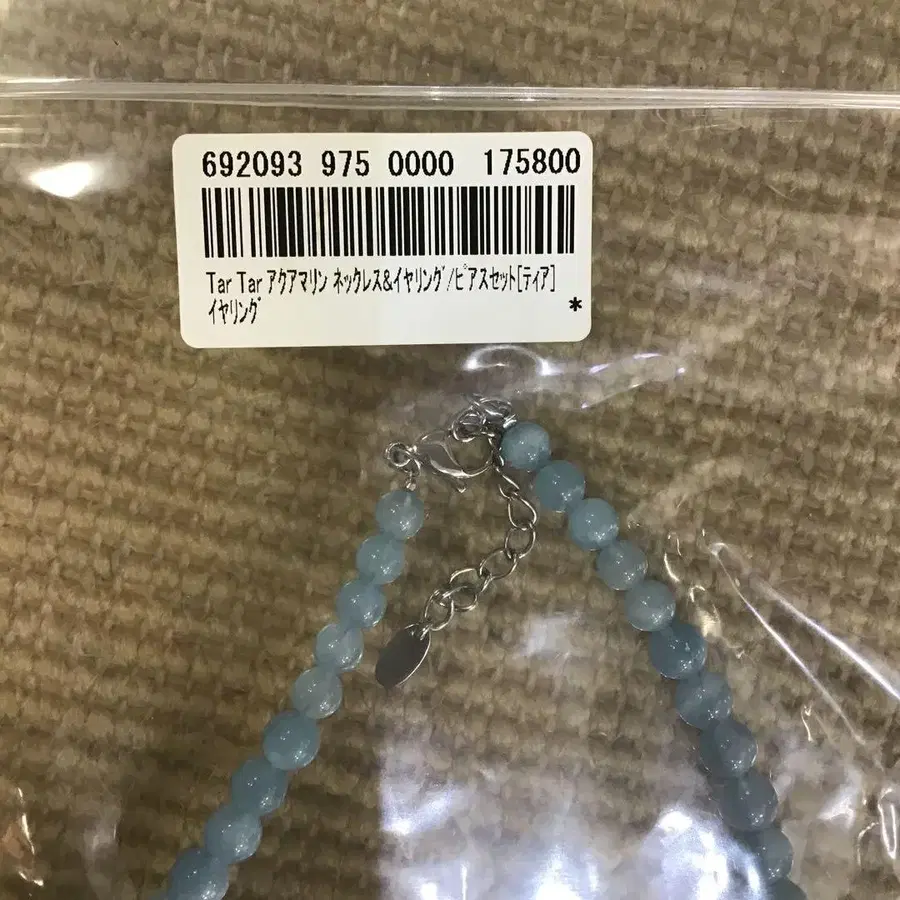 692093 975 0000 175800
Tar Tar アクアマリン ネックレス&イヤリング/ピアスセット[ティア]
イヤリング *